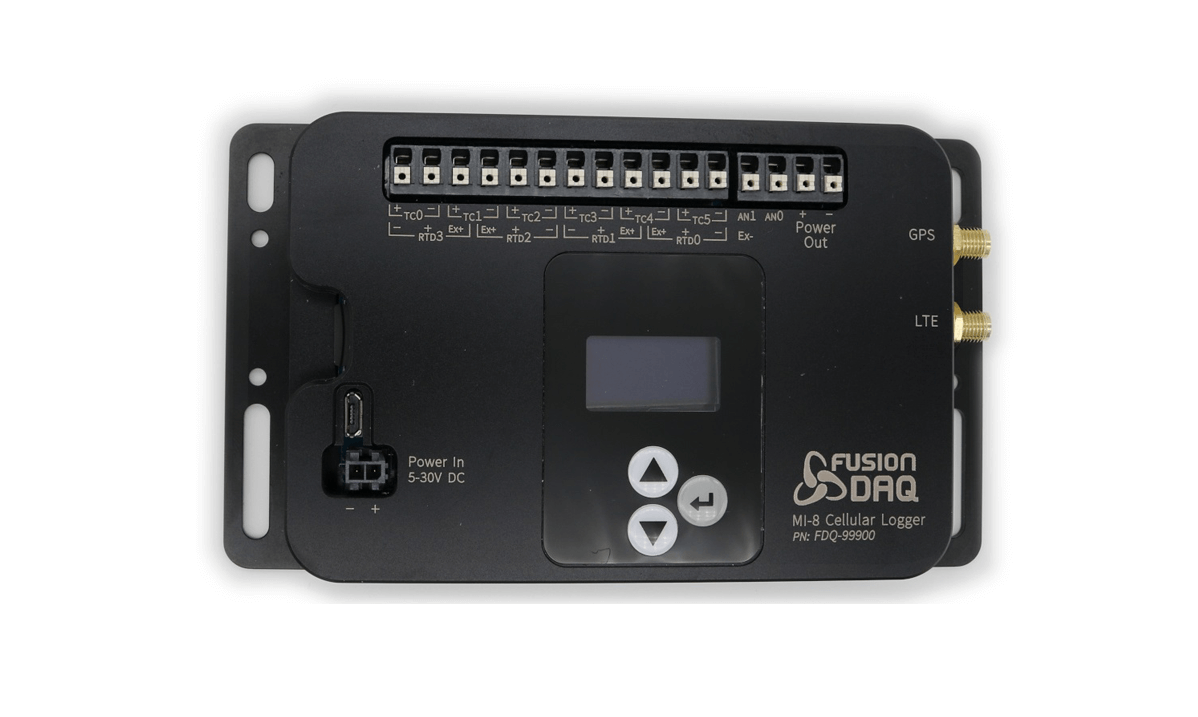 + TC0 − + TC1 − + TC2 − + TC3 − + TC4 − + TC5 − AN1 AN0 + −
− + RTD3 Ex+ Ex+ + RTD2 − − + RTD1 Ex+ Ex+ + RTD0 − Ex- Power
Out
GPS
LTE
Power In
5-30V DC
− +
FUSION
DAQ
MI-8 Cellular Logger
PN: FDQ-99900